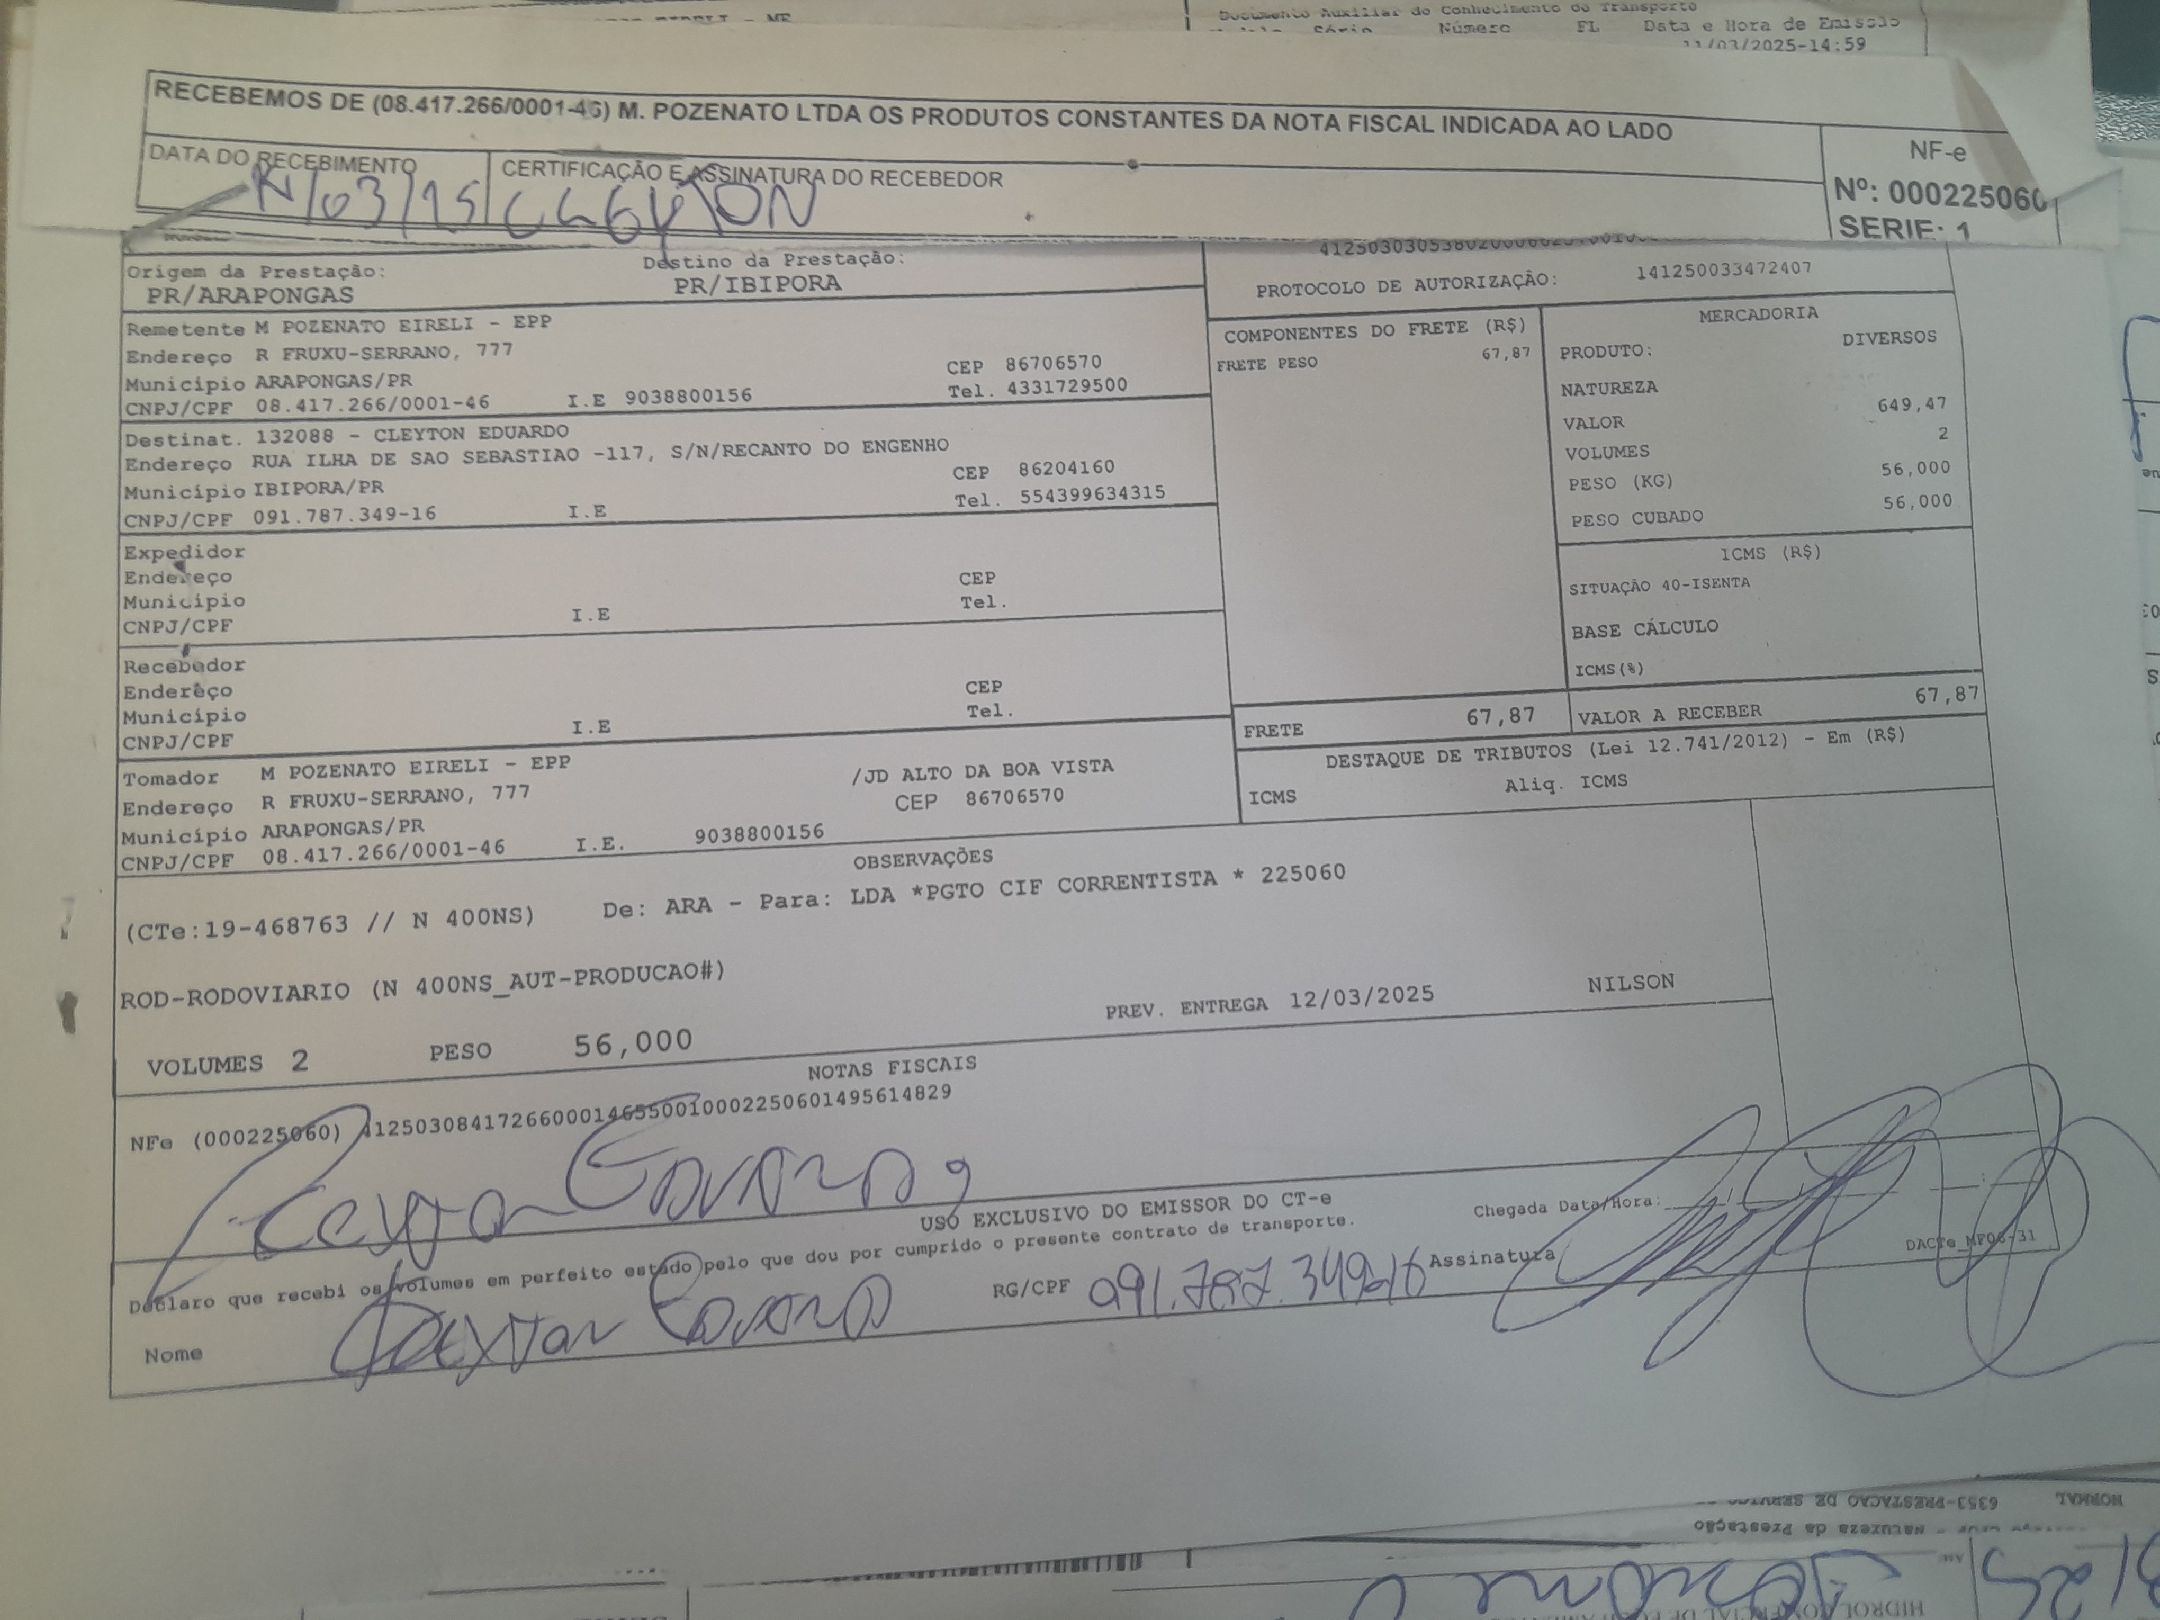 Documento Auxiliar do Conhecimento de Transporte
Número FL Data e Hora de Emissão
11/03/2025-14:59
RECEBEMOS DE (08.417.266/0001-46) M. POZENATO LTDA OS PRODUTOS CONSTANTES DA NOTA FISCAL INDICADA AO LADO
DATA DO RECEBIMENTO
CERTIFICAÇÃO E ASSINATURA DO RECEBEDOR
CLEYTON
NF-e
Nº: 000225060
SERIE: 1
Origem da Prestação: Destino da Prestação:
PR/ARAPONGAS PR/IBIPORA
PROTOCOLO DE AUTORIZAÇÃO: 141250033472407
Remetente M POZENATO EIRELI - EPP
Endereço R FRUXU-SERRANO, 777 CEP 86706570
Município ARAPONGAS/PR Tel. 4331729500
CNPJ/CPF 08.417.266/0001-46 I.E 9038800156
Destinat. 132088 - CLEYTON EDUARDO
Endereço RUA ILHA DE SAO SEBASTIAO -117, S/N/RECANTO DO ENGENHO
Município IBIPORA/PR CEP 86204160
CNPJ/CPF 091.787.349-16 I.E Tel. 554399634315
Expedidor
Endereço CEP
Município Tel.
CNPJ/CPF I.E
Recebedor
Endereço CEP
Município Tel.
CNPJ/CPF I.E
Tomador M POZENATO EIRELI - EPP /JD ALTO DA BOA VISTA
Endereço R FRUXU-SERRANO, 777 CEP 86706570
Município ARAPONGAS/PR
CNPJ/CPF 08.417.266/0001-46 I.E. 9038800156
COMPONENTES DO FRETE (R$)
FRETE PESO 67,87
MERCADORIA
PRODUTO: DIVERSOS
NATUREZA
VALOR 649,47
VOLUMES 2
PESO (KG) 56,000
PESO CUBADO 56,000
ICMS (R$)
SITUAÇÃO 40-ISENTA
BASE CÁLCULO
ICMS(%)
FRETE 67,87 VALOR A RECEBER 67,87
DESTAQUE DE TRIBUTOS (Lei 12.741/2012) - Em (R$)
ICMS Aliq. ICMS
OBSERVAÇÕES
(CTe:19-468763 // N 400NS) De: ARA - Para: LDA *PGTO CIF CORRENTISTA * 225060
ROD-RODOVIARIO (N 400NS_AUT-PRODUCAO#)
PREV. ENTREGA 12/03/2025 NILSON
VOLUMES 2 PESO 56,000
NOTAS FISCAIS
NFe (000225060) 41250308417266000146550010002250601495614829
USO EXCLUSIVO DO EMISSOR DO CT-e
Declaro que recebi os volumes em perfeito estado pelo que dou por cumprido o presente contrato de transporte.
Chegada Data/Hora:
Nome
RG/CPF 091.787.349-16 Assinatura
DACTe_MF06-31
NORMAL 6353-PRESTACAO DE
Natureza da Prestação